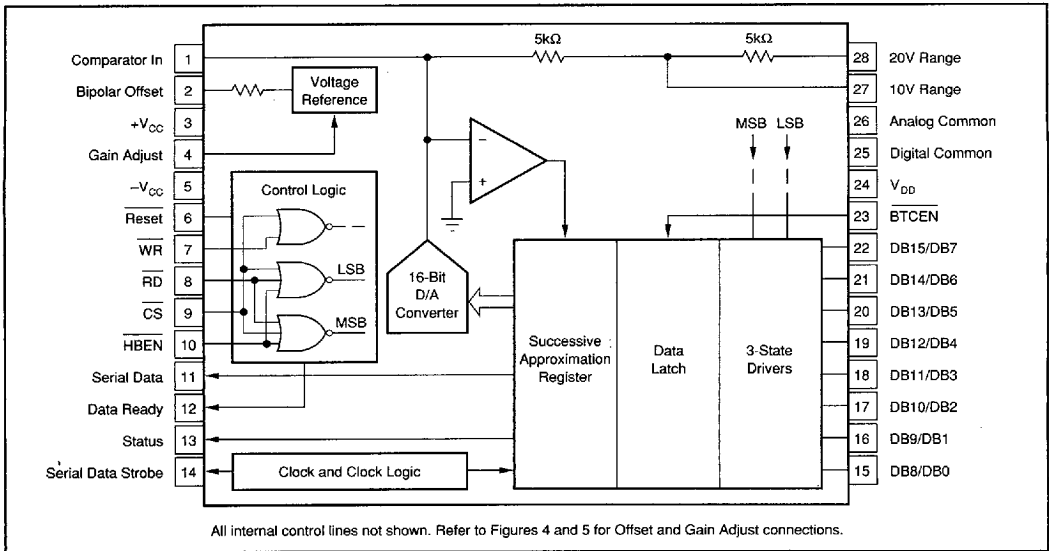 5kΩ 5kΩ
Comparator In 1
Bipolar Offset 2
+VCC 3
Gain Adjust 4
–VCC 5
Reset 6
WR 7
RD 8
CS 9
HBEN 10
Serial Data 11
Data Ready 12
Status 13
Serial Data Strobe 14
Voltage
Reference
Control Logic
LSB
MSB
–
+
16-Bit
D/A
Converter
MSB LSB
Successive
Approximation
Register
Data
Latch
3-State
Drivers
Clock and Clock Logic
28 20V Range
27 10V Range
26 Analog Common
25 Digital Common
24 VDD
23 BTCEN
22 DB15/DB7
21 DB14/DB6
20 DB13/DB5
19 DB12/DB4
18 DB11/DB3
17 DB10/DB2
16 DB9/DB1
15 DB8/DB0
All internal control lines not shown. Refer to Figures 4 and 5 for Offset and Gain Adjust connections.